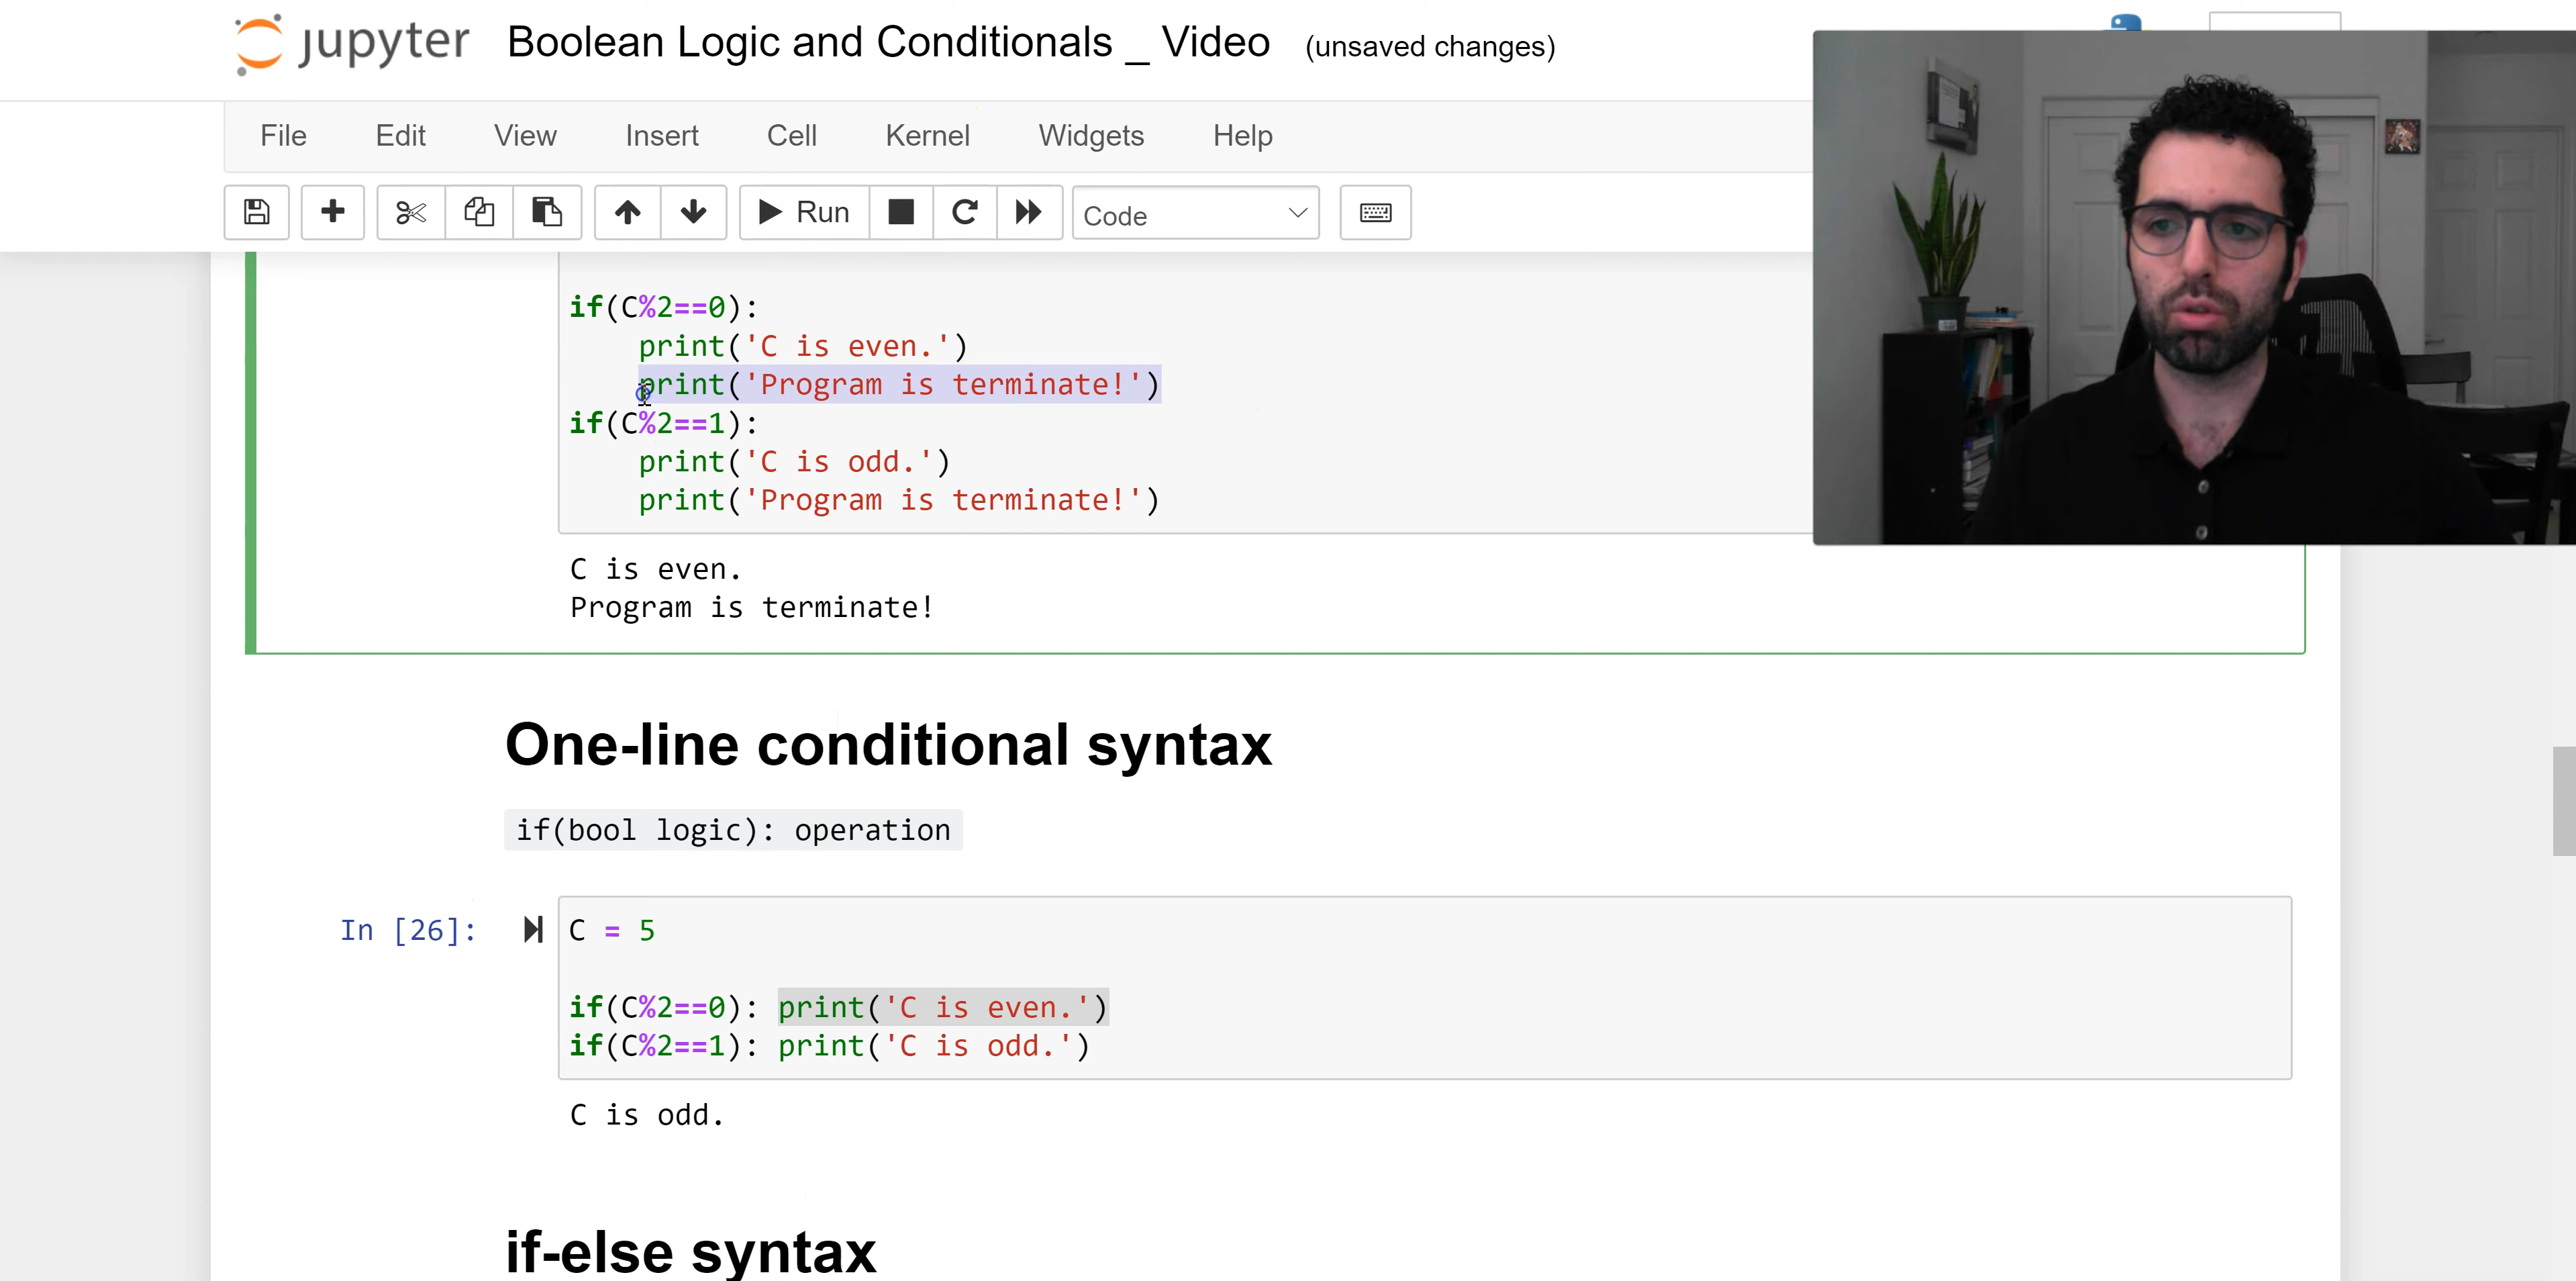 jupyter Boolean Logic and Conditionals _ Video (unsaved changes)
File Edit View Insert Cell Kernel Widgets Help
Run Code
if(C%2==0):
    print('C is even.')
    print('Program is terminate!')
if(C%2==1):
    print('C is odd.')
    print('Program is terminate!')
C is even.
Program is terminate!
One-line conditional syntax
if(bool logic): operation
In [26]: C = 5
if(C%2==0): print('C is even.')
if(C%2==1): print('C is odd.')
C is odd.
if-else syntax